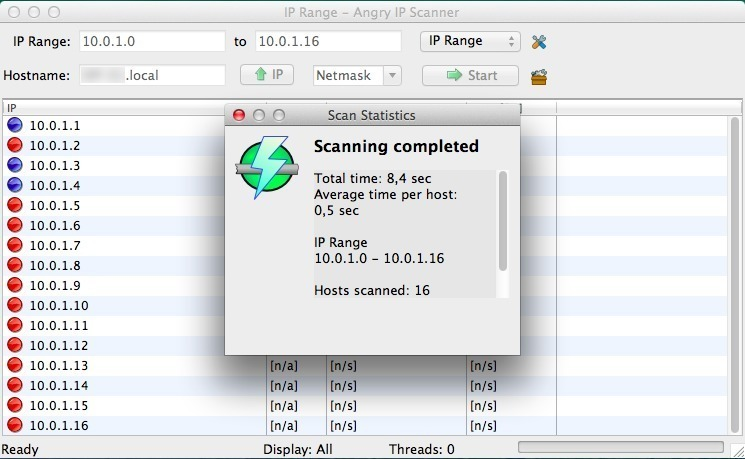 IP Range - Angry IP Scanner
IP Range: 10.0.1.0 to 10.0.1.16 IP Range
Hostname: .local IP Netmask Start
IP
Scan Statistics
Scanning completed
Total time: 8,4 sec
Average time per host:
0,5 sec
IP Range
10.0.1.0 - 10.0.1.16
Hosts scanned: 16
10.0.1.1
10.0.1.2
10.0.1.3
10.0.1.4
10.0.1.5
10.0.1.6
10.0.1.7
10.0.1.8
10.0.1.9
10.0.1.10
10.0.1.11
10.0.1.12
10.0.1.13 [n/a] [n/s] [n/s]
10.0.1.14 [n/a] [n/s] [n/s]
10.0.1.15 [n/a] [n/s] [n/s]
10.0.1.16 [n/a] [n/s] [n/s]
Ready Display: All Threads: 0